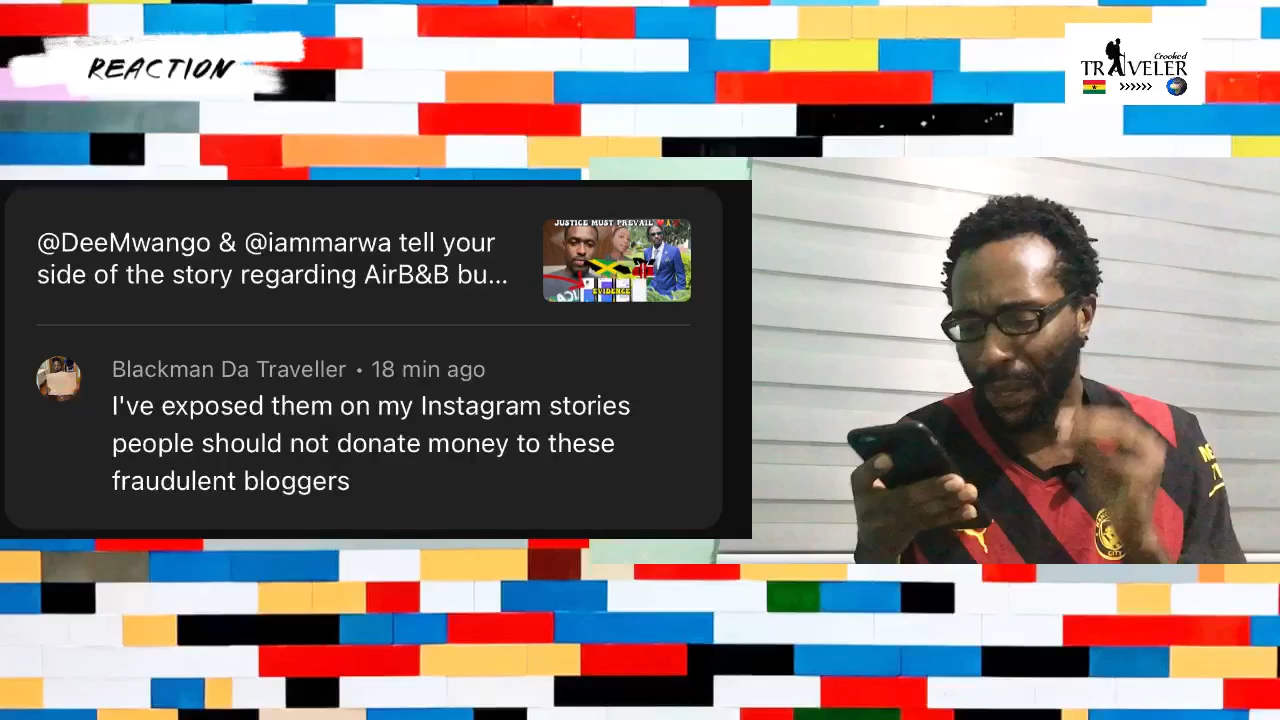 REACTION
Crooked
TRAVELER
>>>>>>
@DeeMwango & @iammarwa tell your
side of the story regarding AirB&B bu...
JUSTICE MUST PREVAIL
EVIDENCE
Blackman Da Traveller • 18 min ago
I've exposed them on my Instagram stories
people should not donate money to these
fraudulent bloggers
CITY